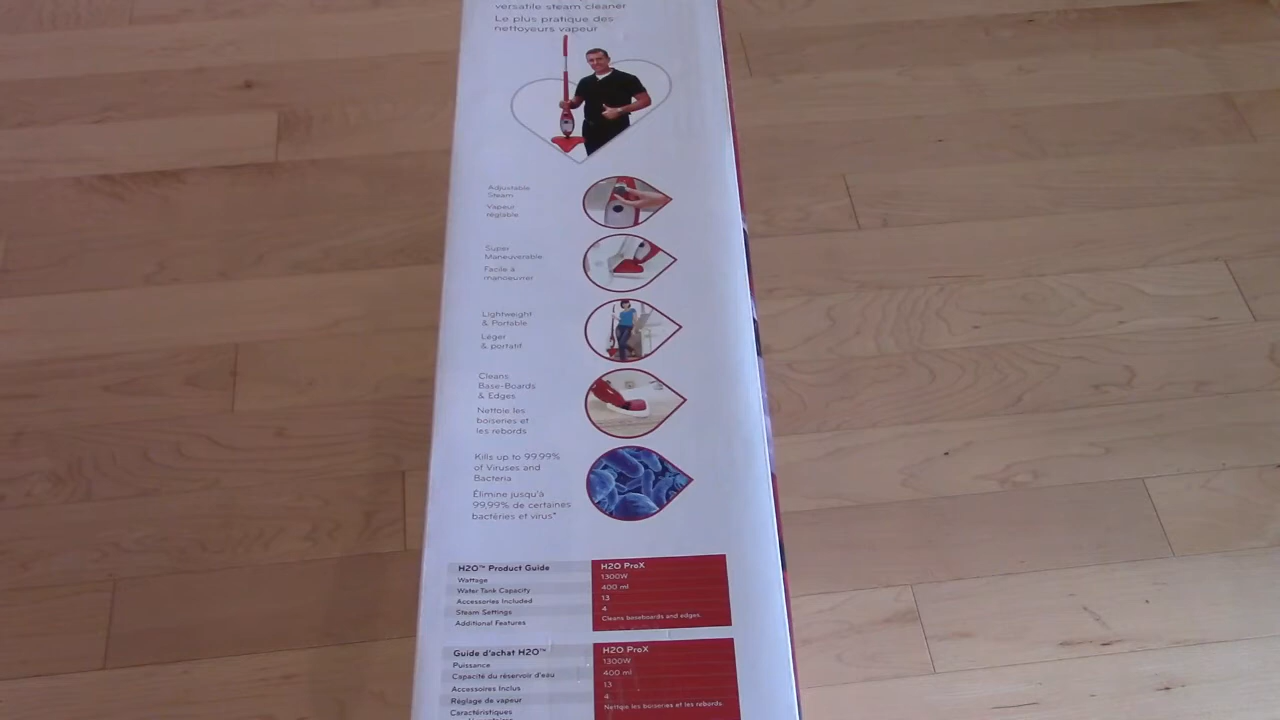 versatile steam cleaner
Le plus pratique des
nettoyeurs vapeur
Adjustable
Steam
Vapeur
réglable
Super
Maneuverable
Facile à
manoeuvrer
Lightweight
& Portable
Léger
& portatif
Cleans
Base-Boards
& Edges
Nettoie les
boiseries et
les rebords
Kills up to 99.99%
of Viruses and
Bacteria
Élimine jusqu'à
99,99% de certaines
bactéries et virus*
H2O™ Product Guide H2O ProX
Wattage 1300W
Water Tank Capacity 400 ml
Accessories Included 13
Steam Settings 4
Additional Features Cleans baseboards and edges.
Guide d'achat H2O™ H2O ProX
Puissance 1300W
Capacité du réservoir d'eau 400 ml
Accessoires Inclus 13
Réglage de vapeur 4
Caractéristiques Nettoie les boiseries et les rebords.